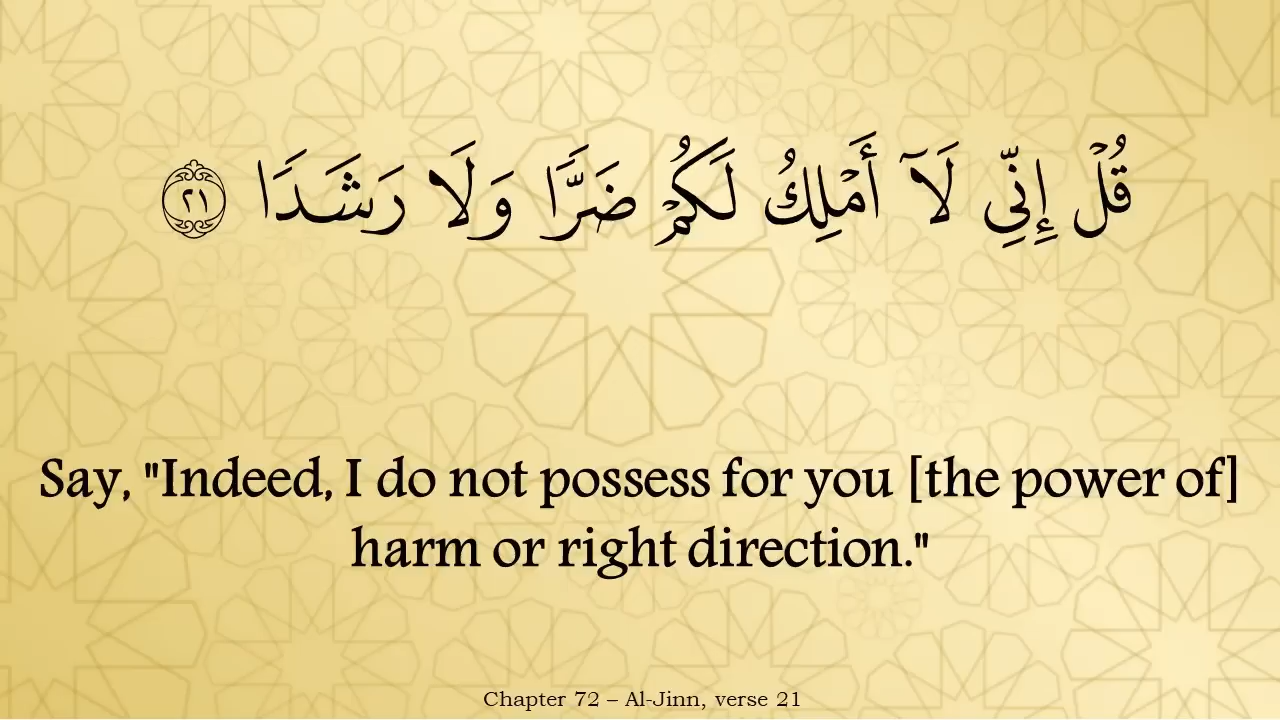 قُلْ إِنِّي لَآ أَمْلِكُ لَكُمْ ضَرًّا وَلَا رَشَدًا ٢١
Say, "Indeed, I do not possess for you [the power of]
harm or right direction."
Chapter 72 – Al-Jinn, verse 21